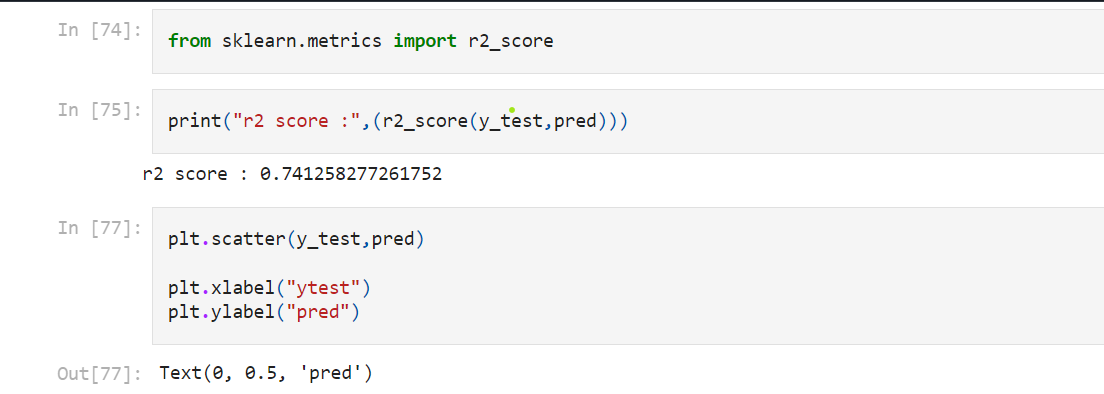 In [74]:
from sklearn.metrics import r2_score
In [75]:
print("r2 score :",(r2_score(y_test,pred)))
r2 score : 0.741258277261752
In [77]:
plt.scatter(y_test,pred)
plt.xlabel("ytest")
plt.ylabel("pred")
Out[77]:
Text(0, 0.5, 'pred')